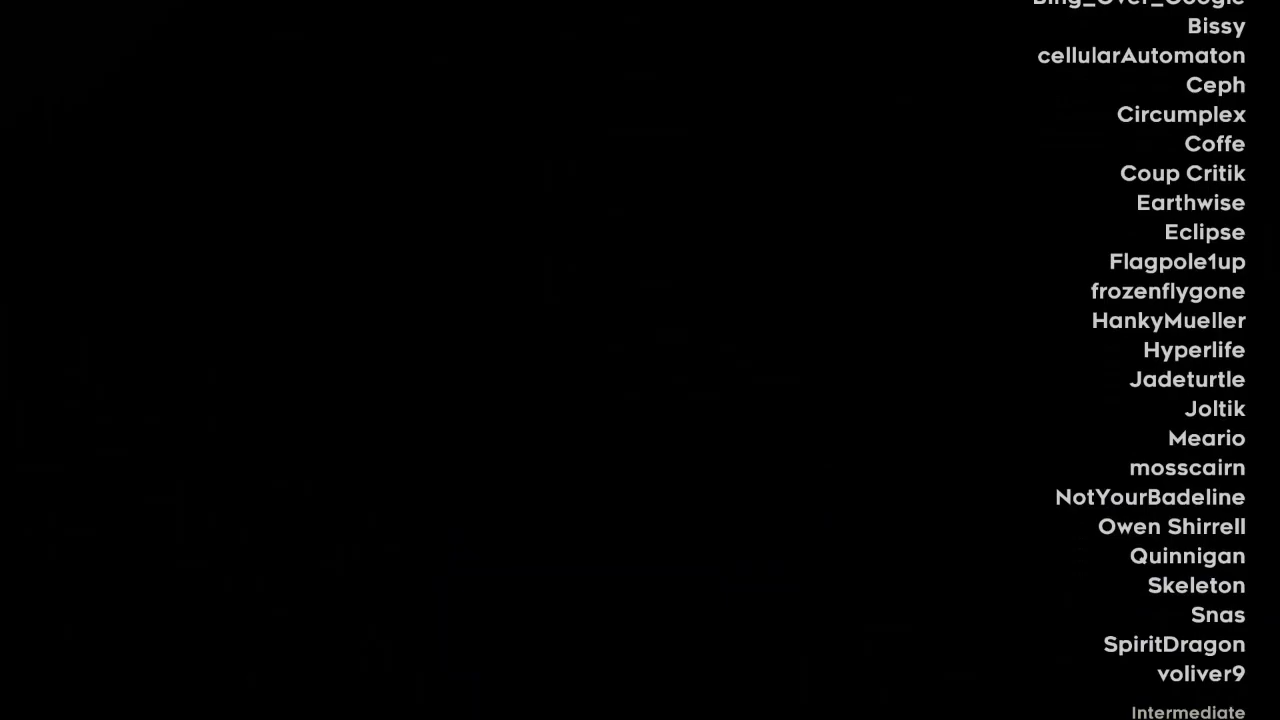 Bing_Over_Google
Bissy
cellularAutomaton
Ceph
Circumplex
Coffe
Coup Critik
Earthwise
Eclipse
Flagpole1up
frozenflygone
HankyMueller
Hyperlife
Jadeturtle
Joltik
Meario
mosscairn
NotYourBadeline
Owen Shirrell
Quinnigan
Skeleton
Snas
SpiritDragon
voliver9
Intermediate